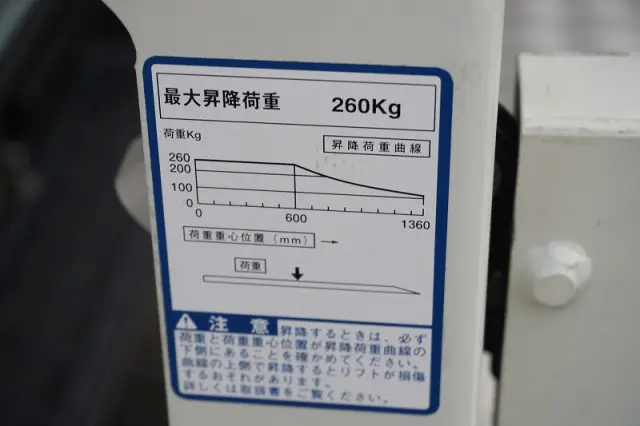 最大昇降荷重 260Kg
荷重Kg
昇降荷重曲線
260
200
100
0
0 600 1360
荷重重心位置(mm)→
荷重
注意 昇降するときは、必ず
荷重と荷重重心位置が昇降荷重曲線の
下側にあることを確かめてください。
曲線の上側で昇降するとリフトが損傷
するおそれがあります。
詳しくは取扱書をご覧ください。